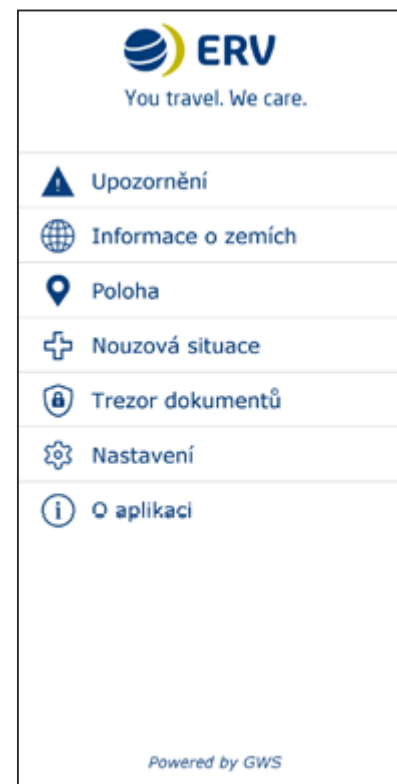 ERV
You travel. We care.
Upozornění
Informace o zemích
Poloha
Nouzová situace
Trezor dokumentů
Nastavení
O aplikaci
Powered by GWS